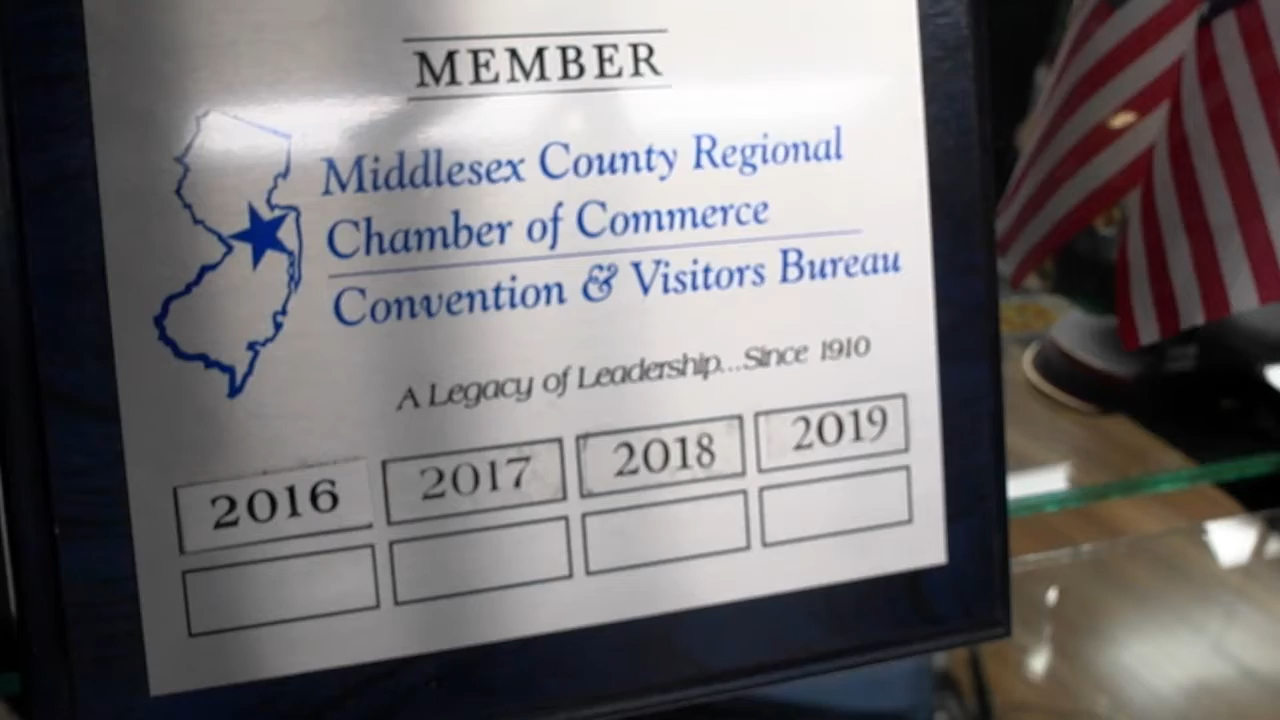 MEMBER
Middlesex County Regional
Chamber of Commerce
Convention & Visitors Bureau
A Legacy of Leadership...Since 1910
2016 2017 2018 2019